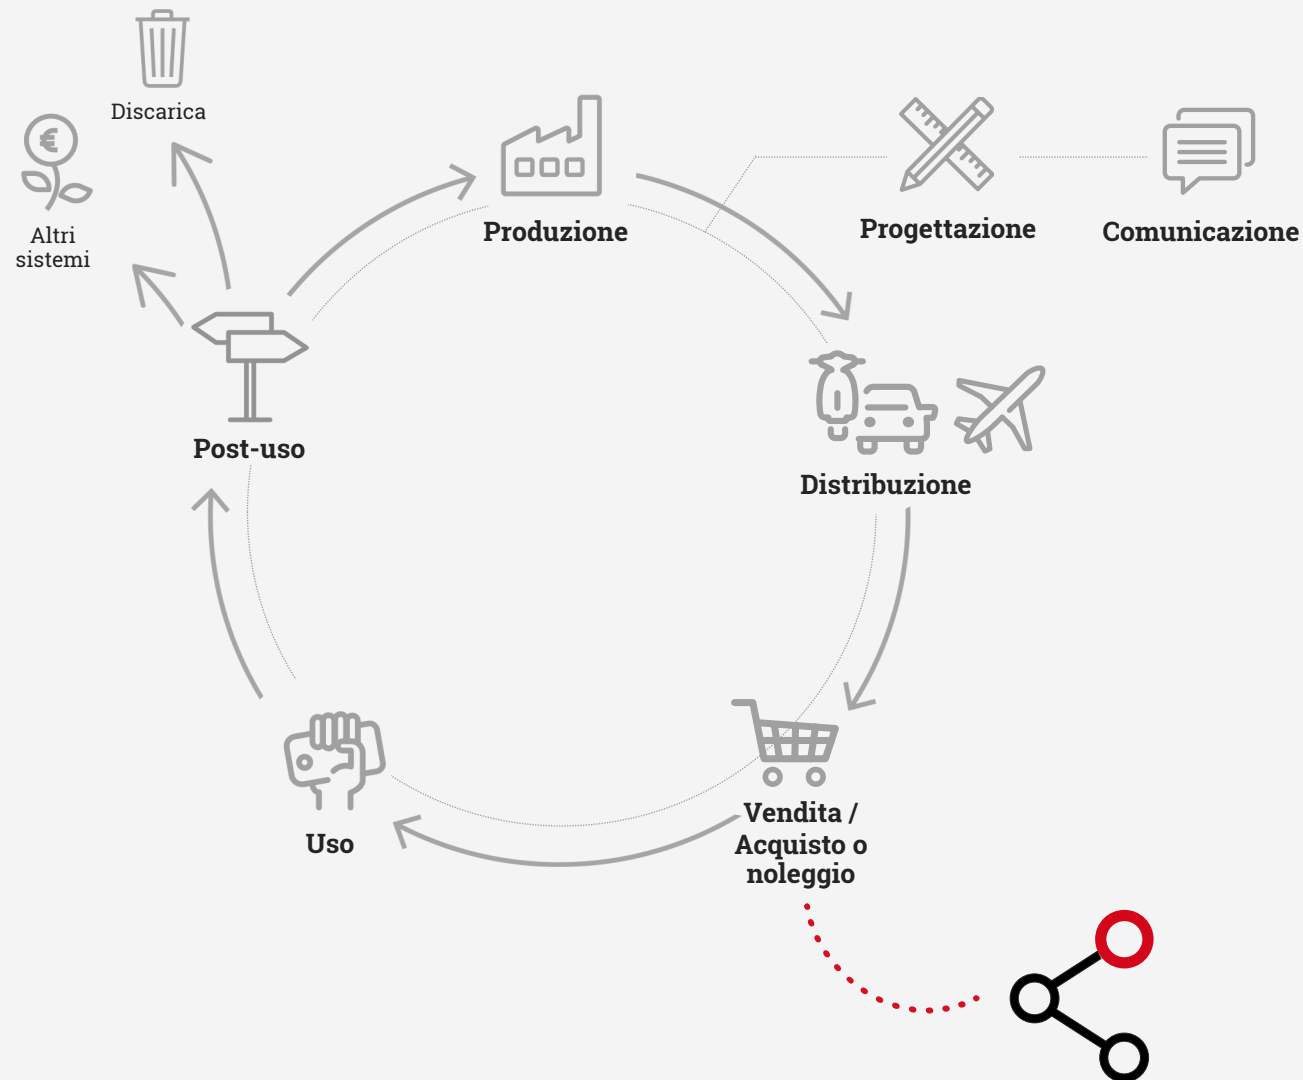 Discarica
Altri
sistemi
Produzione
Progettazione
Comunicazione
Post-uso
Distribuzione
Uso
Vendita /
Acquisto o
noleggio